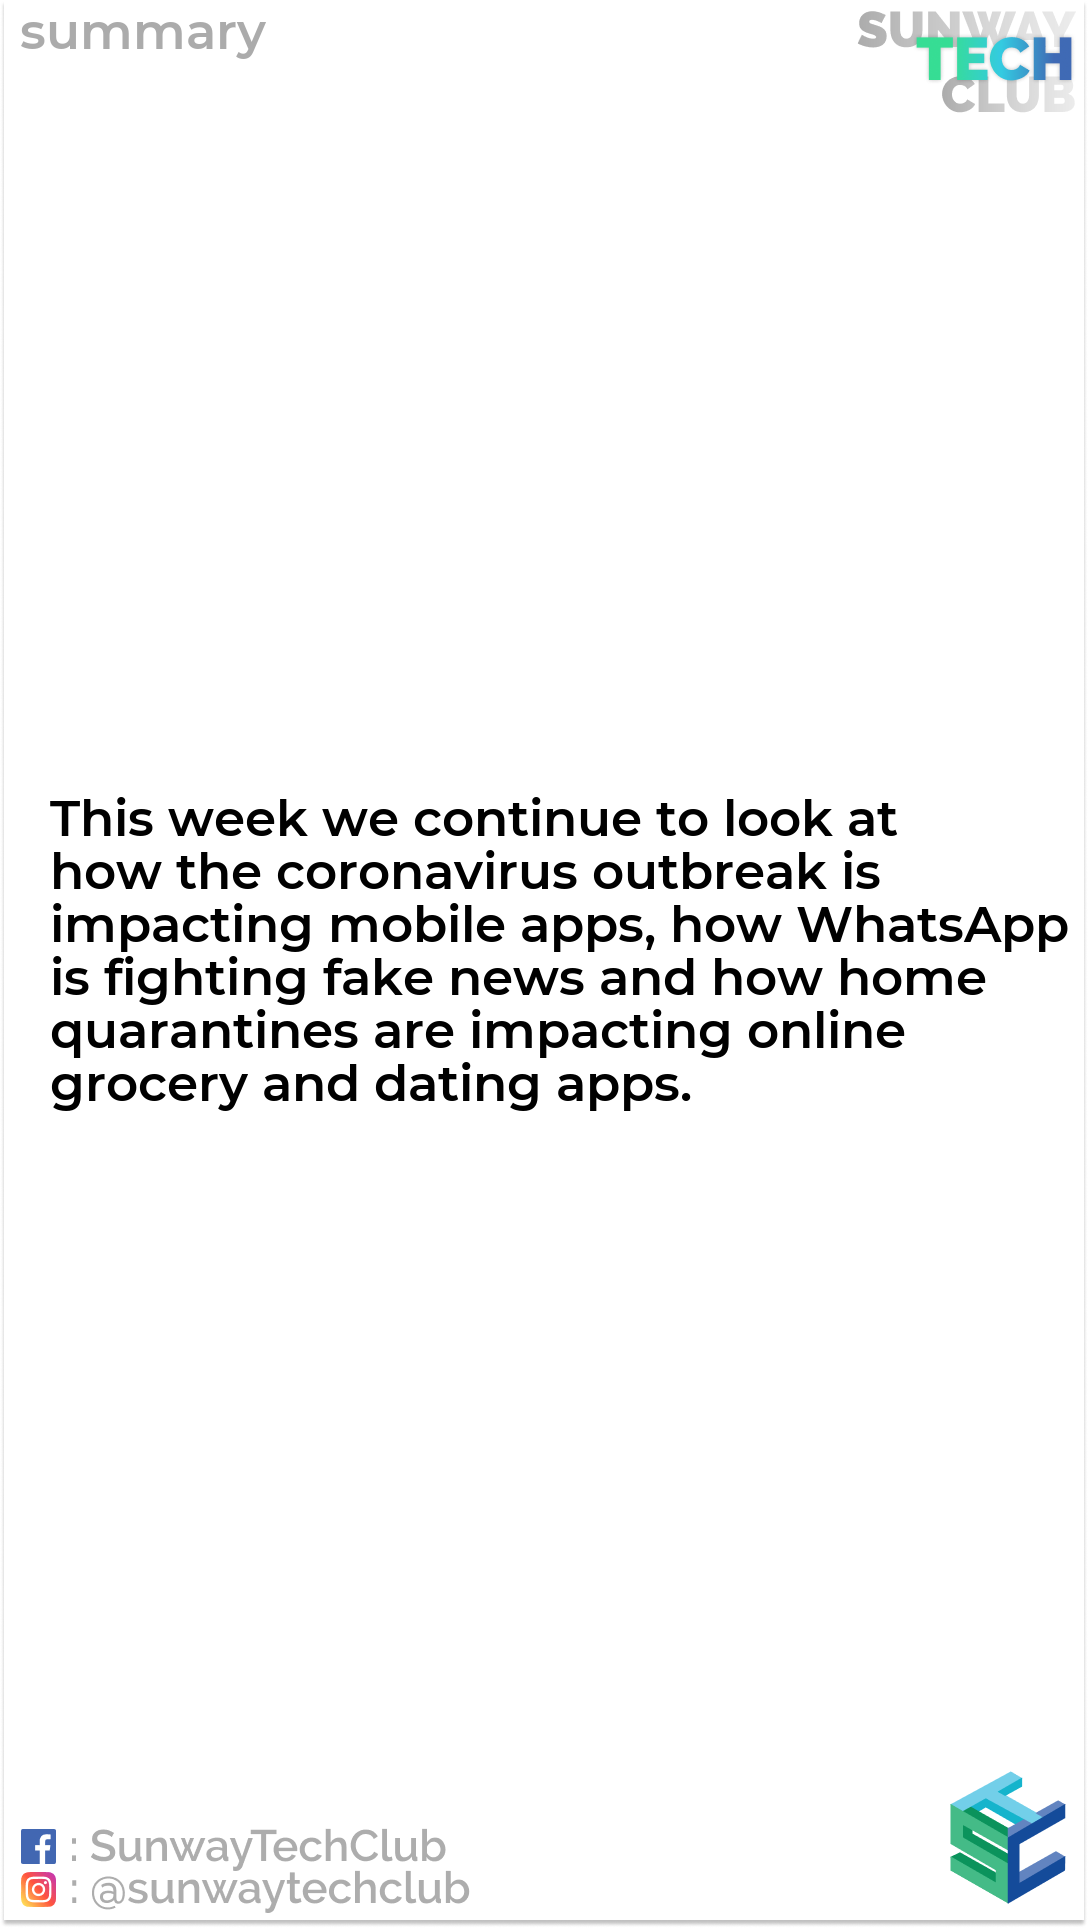 summary
SUNWAY
TECH
CLUB
This week we continue to look at
how the coronavirus outbreak is
impacting mobile apps, how WhatsApp
is fighting fake news and how home
quarantines are impacting online
grocery and dating apps.
: SunwayTechClub
: @sunwaytechclub